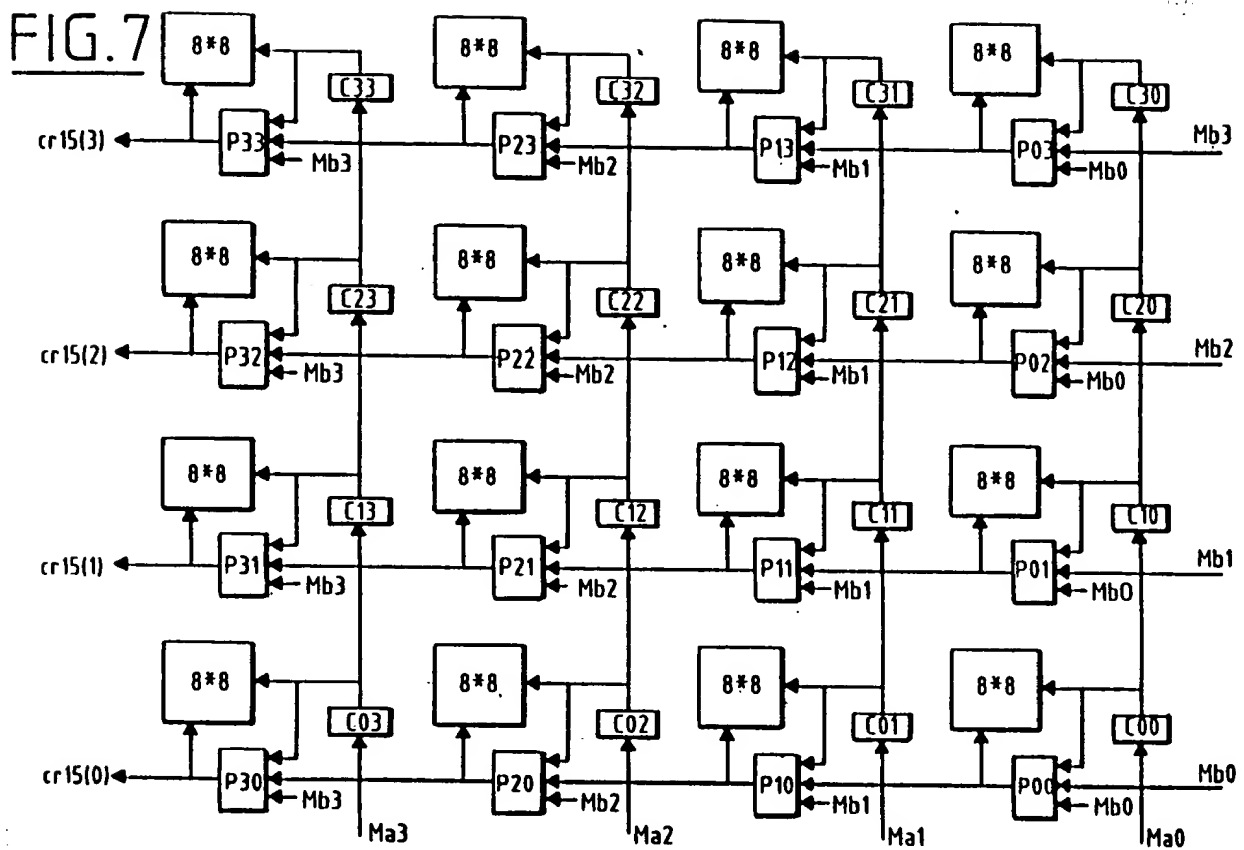 FIG.7
8*8 8*8 8*8 8*8
C33 C32 C31 C30
cr15(3) P33 P23 P13 P03 Mb3
Mb3 Mb2 Mb1 Mb0
8*8 8*8 8*8 8*8
C23 C22 C21 C20
cr15(2) P32 P22 P12 P02 Mb2
Mb3 Mb2 Mb1 Mb0
8*8 8*8 8*8 8*8
C13 C12 C11 C10
cr15(1) P31 P21 P11 P01 Mb1
Mb3 Mb2 Mb1 Mb0
8*8 8*8 8*8 8*8
C03 C02 C01 C00
cr15(0) P30 P20 P10 P00 Mb0
Mb3 Mb2 Mb1 Mb0
Ma3 Ma2 Ma1 Ma0